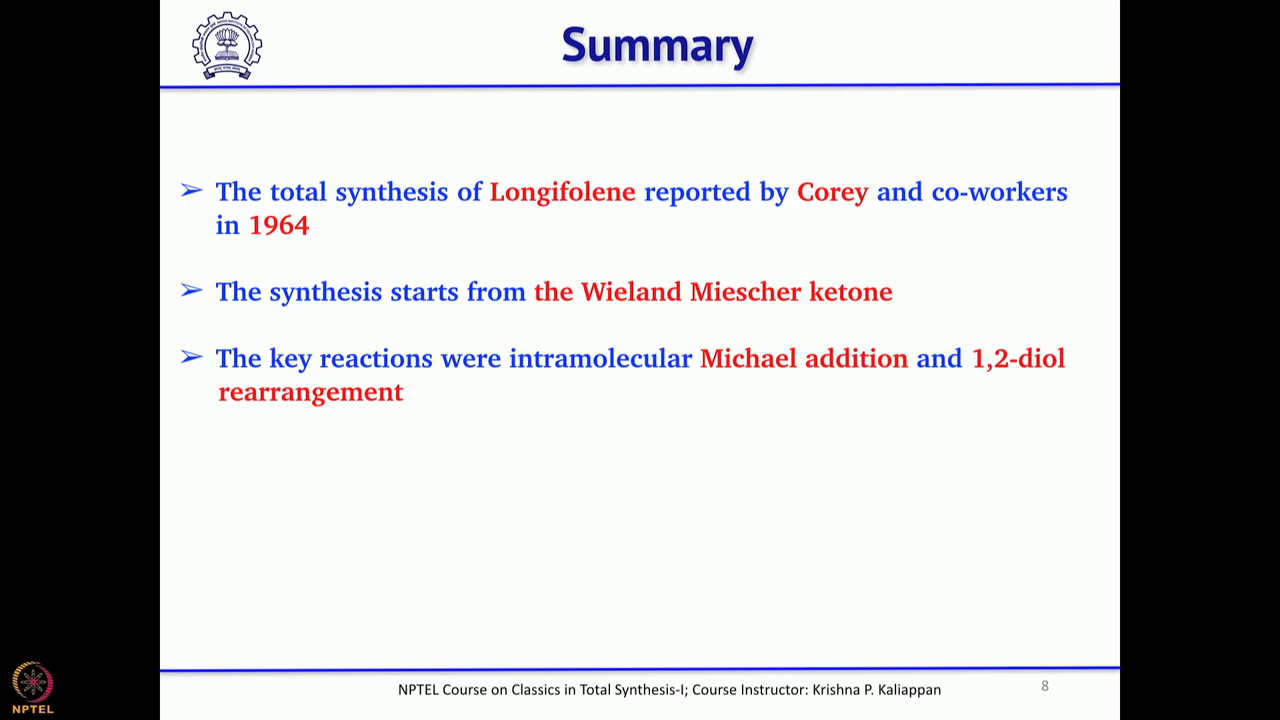 Summary
➢ The total synthesis of Longifolene reported by Corey and co-workers
in 1964
➢ The synthesis starts from the Wieland Miescher ketone
➢ The key reactions were intramolecular Michael addition and 1,2-diol
rearrangement
NPTEL Course on Classics in Total Synthesis-I; Course Instructor: Krishna P. Kaliappan
8
NPTEL